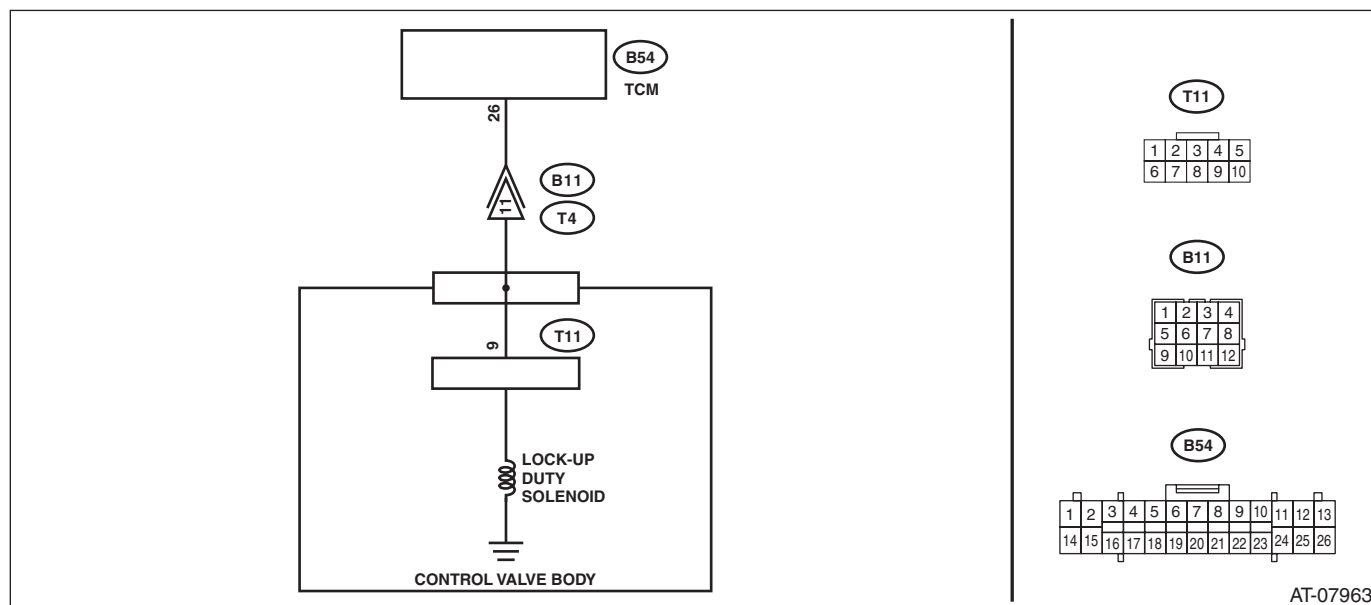 B54
TCM
26
B11
11
T4
T11
9
LOCK-UP
DUTY
SOLENOID
CONTROL VALVE BODY
T11
1 2 3 4 5
6 7 8 9 10
B11
1 2 3 4
5 6 7 8
9 10 11 12
B54
1 2 3 4 5 6 7 8 9 10 11 12 13
14 15 16 17 18 19 20 21 22 23 24 25 26
AT-07963